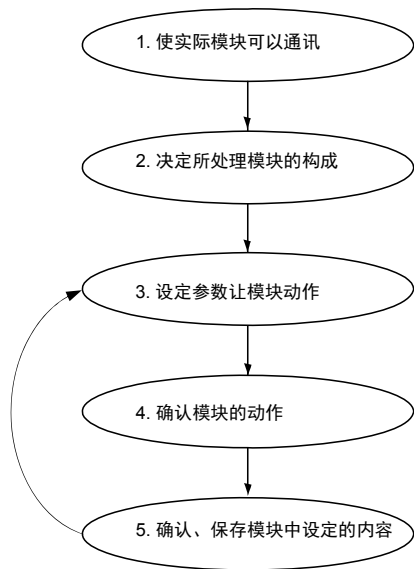 1. 使实际模块可以通讯
2. 决定所处理模块的构成
3. 设定参数让模块动作
4. 确认模块的动作
5. 确认、保存模块中设定的内容